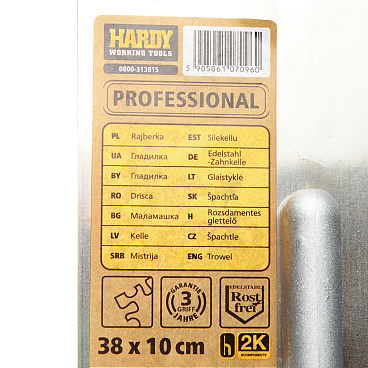 HARDY
WORKING TOOLS
0800-313815
5 905061 070960
PROFESSIONAL
PL Rajberka EST Silekellu
UA Гладилка DE Edelstahl
-Zahnkelle
BY Гладилка LT Glaistyklė
RO Drisca SK Špachtľa
BG Маламашка H Rozsdamentes
glettelő
LV Ķelle CZ Špachtle
SRB Mistrija ENG Trowel
GARANTIE
3
GRIFF
JAHRE
EDELSTAHL
Rost
frei
38 x 10 cm
h 2K
KOMPONENTE